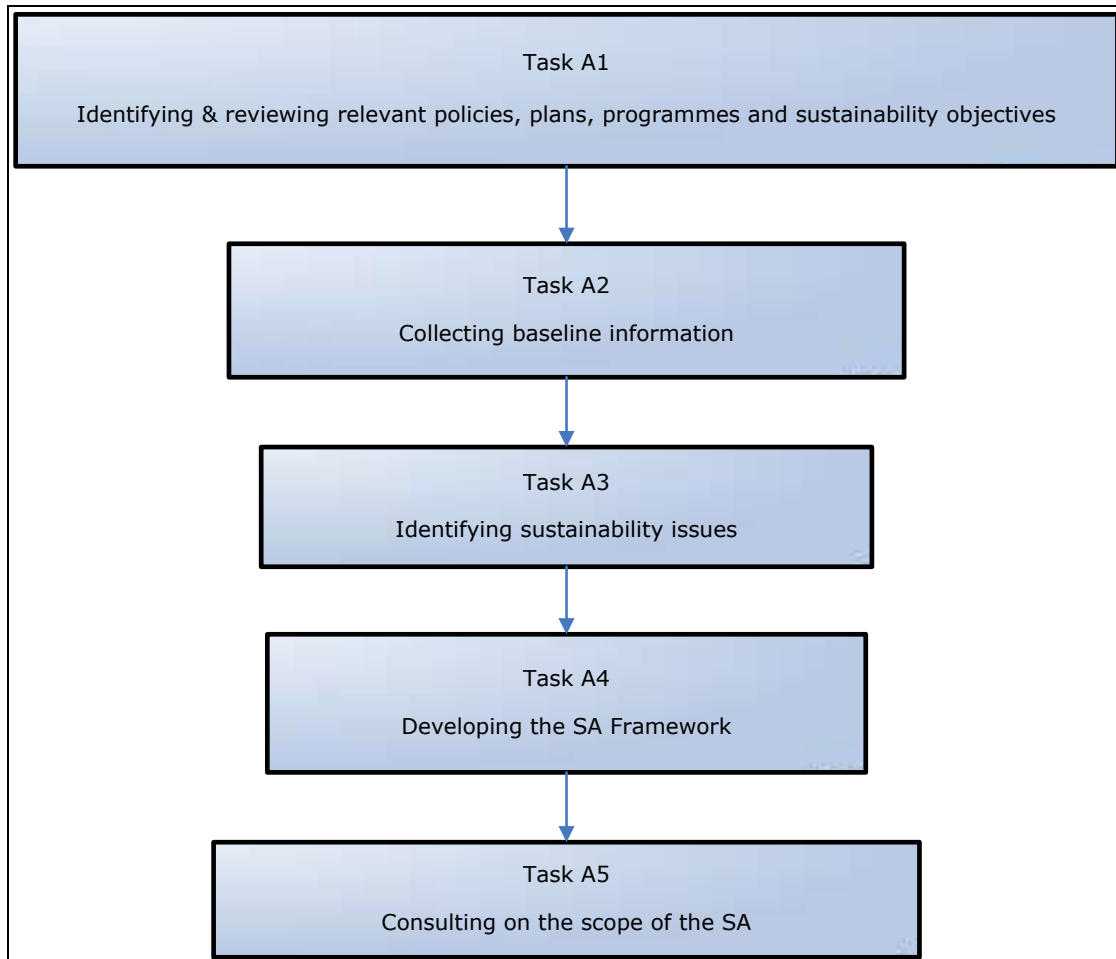 Task A1
Identifying & reviewing relevant policies, plans, programmes and sustainability objectives
Task A2
Collecting baseline information
Task A3
Identifying sustainability issues
Task A4
Developing the SA Framework
Task A5
Consulting on the scope of the SA